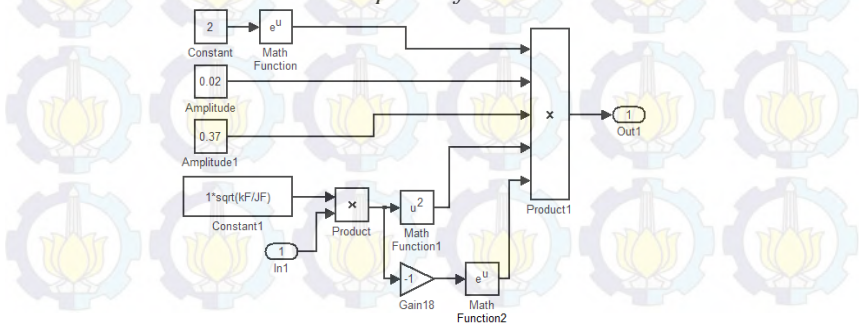 2
e^u
Constant
Math
Function
0.02
Amplitude
0.37
Amplitude1
×
1
Out1
Product1
1*sqrt(kF/JF)
Constant1
×
Product
u^2
Math
Function1
1
In1
-1
Gain18
e^u
Math
Function2